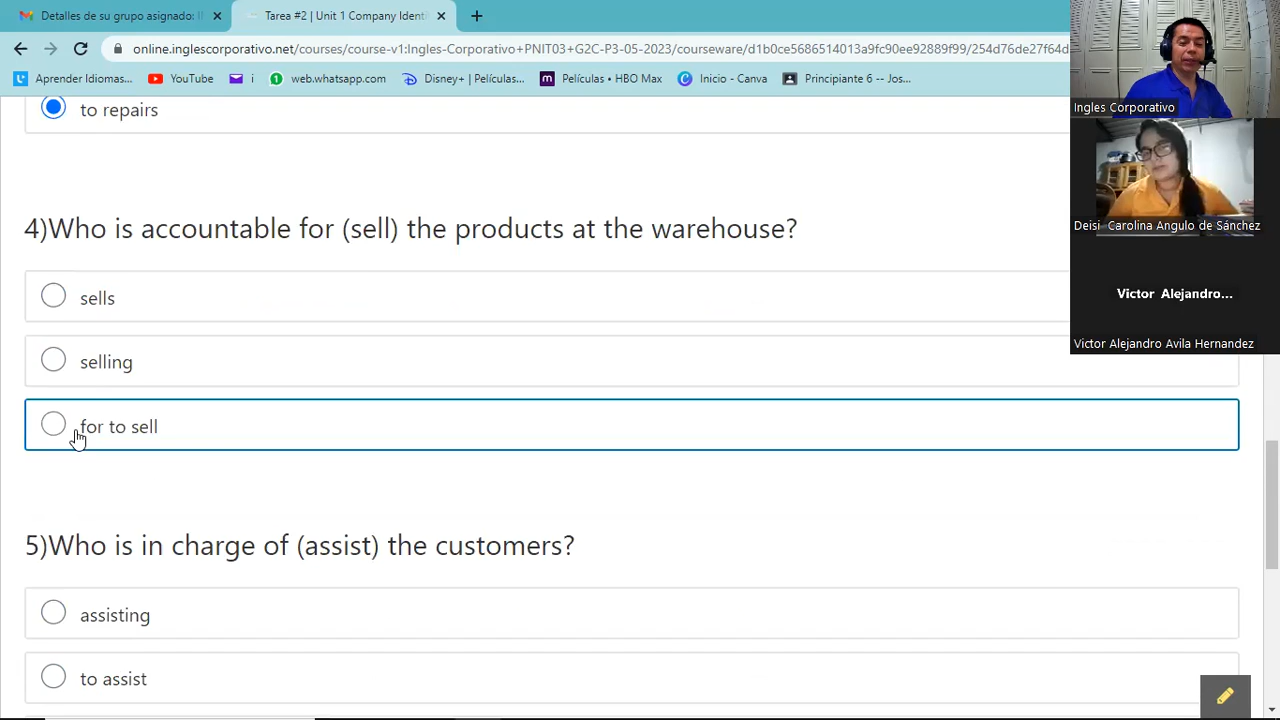 Detalles de su grupo asignado: I
Tarea #2 | Unit 1 Company Identi
online.inglescorporativo.net/courses/course-v1:Ingles-Corporativo+PNIT03+G2C-P3-05-2023/courseware/d1b0ce586514013a9fc90ee92589f99/254d76de27f64d
Aprender Idiomas...
YouTube
i
web.whatsapp.com
Disney+ | Películas...
Películas • HBO Max
Inicio - Canva
Principiante 6 -- Jos...
Ingles Corporativo
to repairs
Deisi Carolina Angulo de Sánchez
4)Who is accountable for (sell) the products at the warehouse?
sells
Victor Alejandro...
Victor Alejandro Avila Hernandez
selling
for to sell
5)Who is in charge of (assist) the customers?
assisting
to assist